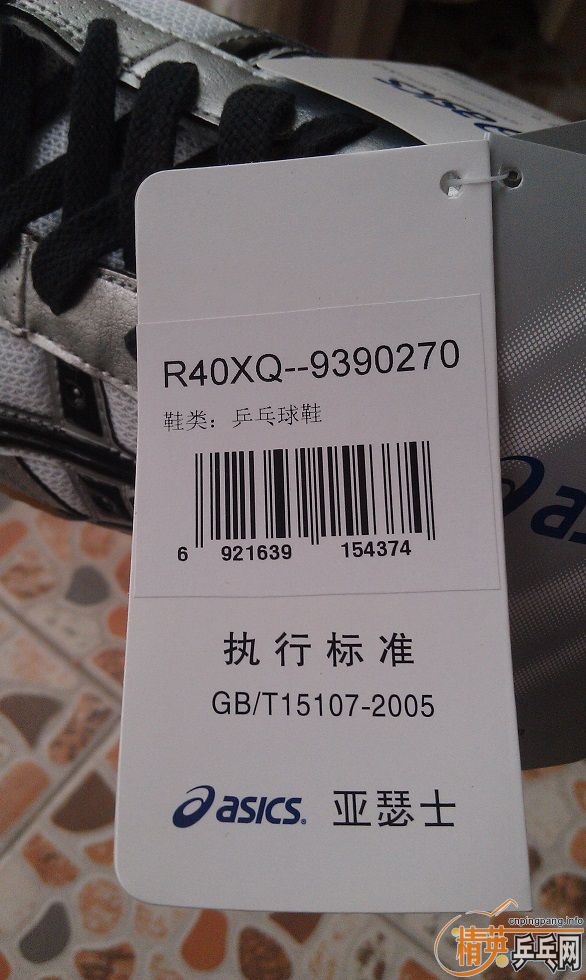 asics
R40XQ--9390270
鞋类：乒乓球鞋
6 921639 154374
执行标准
GB/T15107-2005
asics 亚瑟士
cnpingpang.info
精英乒乓网